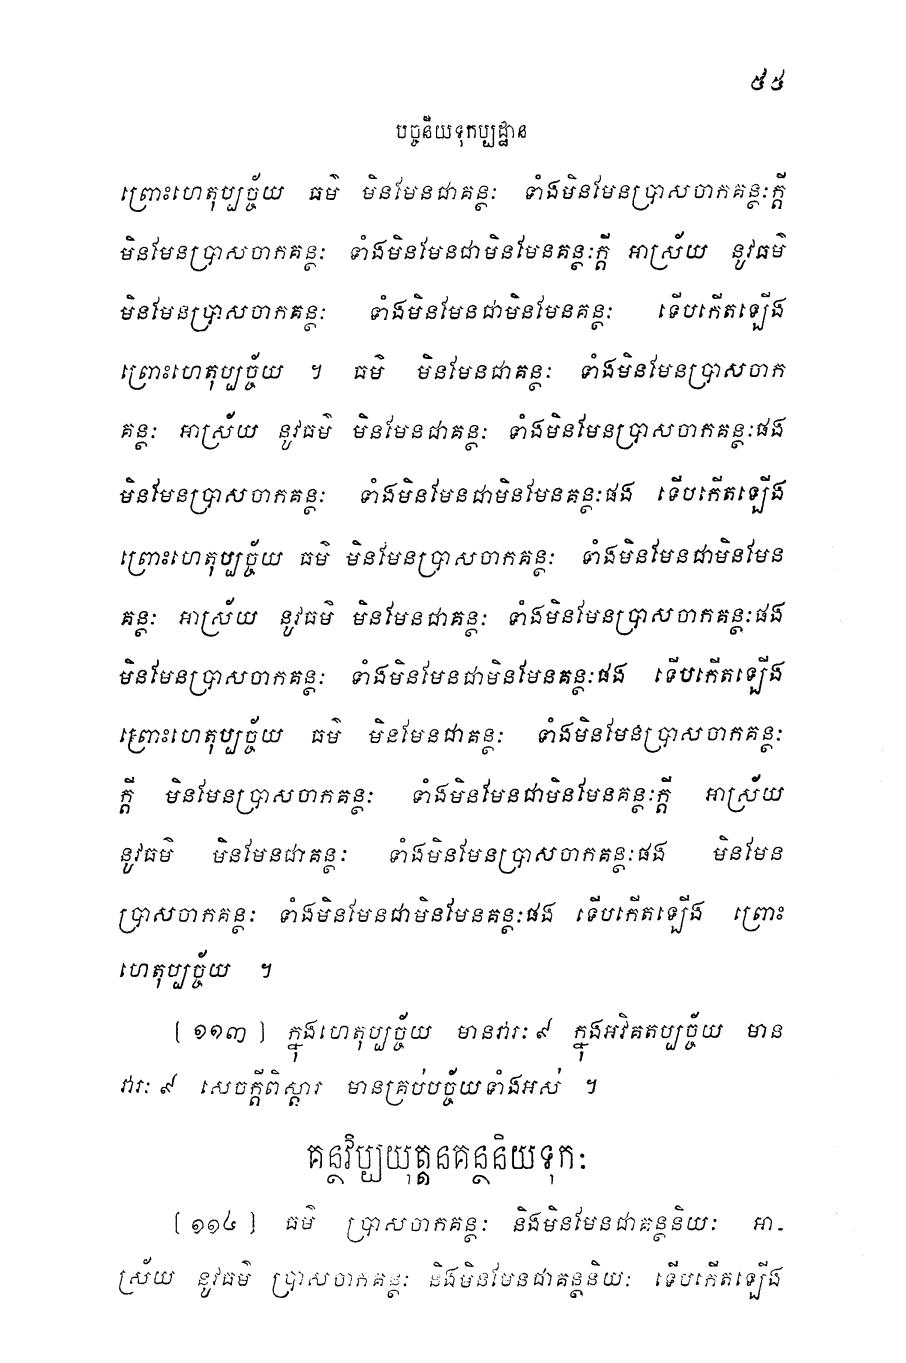 ៥៥
បច្ចនីយទុកប្បដ្ឋាន
ព្រោះហេតុប្បច្ច័យ ធម៌ មិនមែនជាគន្ថៈ ទាំងមិនមែនប្រាសចាកគន្ថៈក្តី
មិនមែនប្រាសចាកគន្ថៈ ទាំងមិនមែនជាមិនមែនគន្ថៈក្តី អាស្រ័យ នូវធម៌
មិនមែនប្រាសចាកគន្ថៈ ទាំងមិនមែនជាមិនមែនគន្ថៈ ទើបកើតឡើង
ព្រោះហេតុប្បច្ច័យ ។ ធម៌ មិនមែនជាគន្ថៈ ទាំងមិនមែនប្រាសចាក
គន្ថៈ អាស្រ័យ នូវធម៌ មិនមែនជាគន្ថៈ ទាំងមិនមែនប្រាសចាកគន្ថៈផង
មិនមែនប្រាសចាកគន្ថៈ ទាំងមិនមែនជាមិនមែនគន្ថៈផង ទើបកើតឡើង
ព្រោះហេតុប្បច្ច័យ ធម៌ មិនមែនប្រាសចាកគន្ថៈ ទាំងមិនមែនជាមិនមែន
គន្ថៈ អាស្រ័យ នូវធម៌ មិនមែនជាគន្ថៈ ទាំងមិនមែនប្រាសចាកគន្ថៈផង
មិនមែនប្រាសចាកគន្ថៈ ទាំងមិនមែនជាមិនមែនគន្ថៈផង ទើបកើតឡើង
ព្រោះហេតុប្បច្ច័យ ធម៌ មិនមែនជាគន្ថៈ ទាំងមិនមែនប្រាសចាកគន្ថៈ
ក្តី មិនមែនប្រាសចាកគន្ថៈ ទាំងមិនមែនជាមិនមែនគន្ថៈក្តី អាស្រ័យ
នូវធម៌ មិនមែនជាគន្ថៈ ទាំងមិនមែនប្រាសចាកគន្ថៈផង មិនមែន
ប្រាសចាកគន្ថៈ ទាំងមិនមែនជាមិនមែនគន្ថៈផង ទើបកើតឡើង ព្រោះ
ហេតុប្បច្ច័យ ។
[ ១១៣ ] ក្នុងហេតុប្បច្ច័យ មានវារៈ ៩ ក្នុងអវិគតប្បច្ច័យ មាន
វារៈ ៩ សេចក្តីពិស្តារ មានគ្រប់បច្ច័យទាំងអស់ ។
គន្ថវិប្បយុត្តនគន្ថនិយទុកៈ
[ ១១៤ ] ធម៌ ប្រាសចាកគន្ថៈ និងមិនមែនជាគន្ថនិយៈ អា-
ស្រ័យ នូវធម៌ ប្រាសចាកគន្ថៈ និងមិនមែនជាគន្ថនិយៈ ទើបកើតឡើង